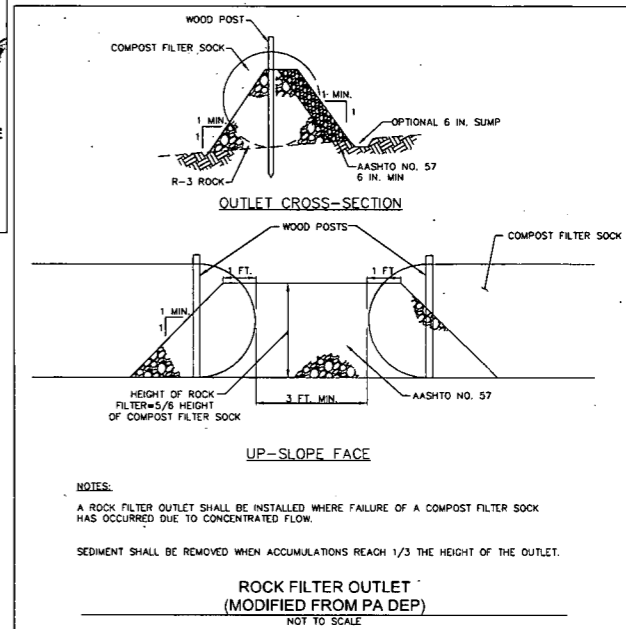 WOOD POST
COMPOST FILTER SOCK
1 MIN.
1
1 MIN.
1
OPTIONAL 6 IN. SUMP
AASHTO NO. 57
6 IN. MIN
R-3 ROCK
OUTLET CROSS-SECTION
WOOD POSTS
COMPOST FILTER SOCK
1 FT.
1 FT.
1 MIN.
1
HEIGHT OF ROCK
FILTER=5/6 HEIGHT
OF COMPOST FILTER SOCK
AASHTO NO. 57
3 FT. MIN.
UP-SLOPE FACE
NOTES:
A ROCK FILTER OUTLET SHALL BE INSTALLED WHERE FAILURE OF A COMPOST FILTER SOCK
HAS OCCURRED DUE TO CONCENTRATED FLOW.
SEDIMENT SHALL BE REMOVED WHEN ACCUMULATIONS REACH 1/3 THE HEIGHT OF THE OUTLET.
ROCK FILTER OUTLET
(MODIFIED FROM PA DEP)
NOT TO SCALE